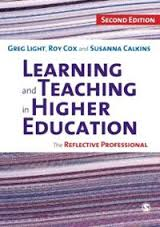 SECOND EDITION
GREG LIGHT, ROY COX AND SUSANNA CALKINS
LEARNING
AND TEACHING
IN HIGHER
EDUCATION
THE REFLECTIVE PROFESSIONAL
SAGE